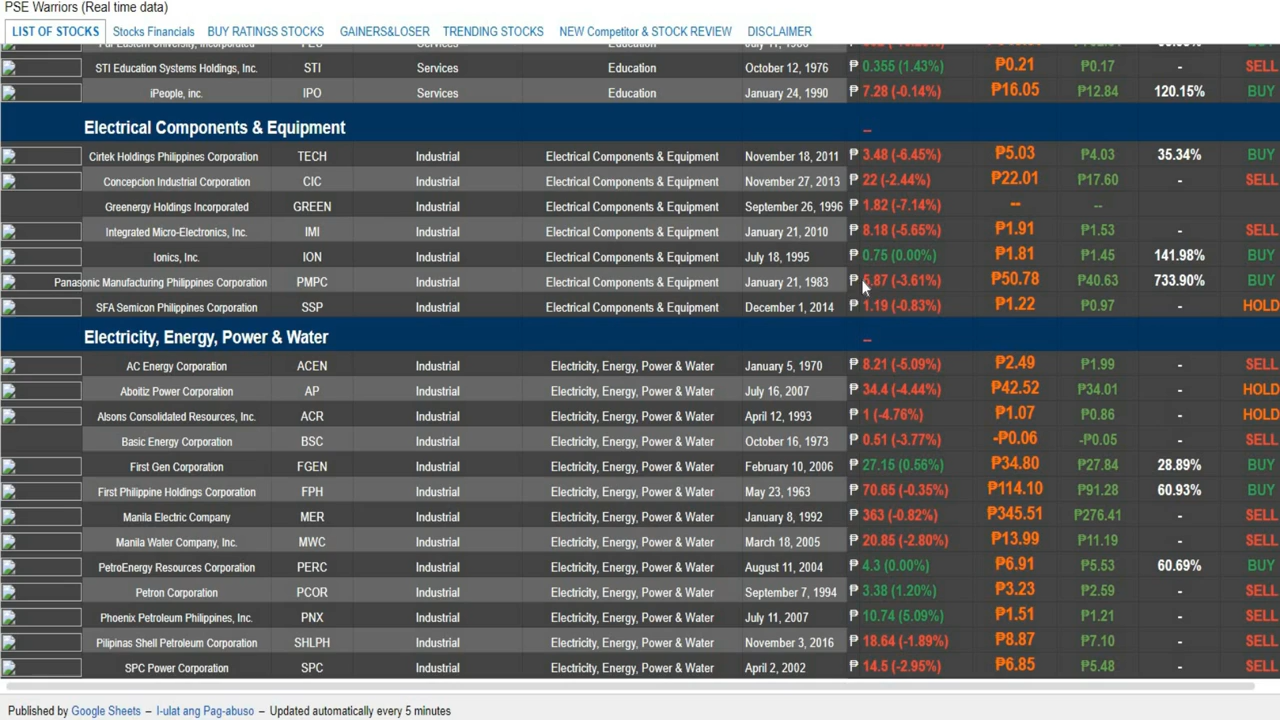 PSE Warriors (Real time data)
LIST OF STOCKS Stocks Financials BUY RATINGS STOCKS GAINERS&LOSER TRENDING STOCKS NEW Competitor & STOCK REVIEW DISCLAIMER
STI Education Systems Holdings, Inc. STI Services Education October 12, 1976 ₱ 0.355 (1.43%) ₱0.21 ₱0.17 - SELL
iPeople, inc. IPO Services Education January 24, 1990 ₱ 7.28 (-0.14%) ₱16.05 ₱12.84 120.15% BUY
Electrical Components & Equipment --
Cirtek Holdings Philippines Corporation TECH Industrial Electrical Components & Equipment November 18, 2011 ₱ 3.48 (-6.45%) ₱5.03 ₱4.03 35.34% BUY
Concepcion Industrial Corporation CIC Industrial Electrical Components & Equipment November 27, 2013 ₱ 22 (-2.44%) ₱22.01 ₱17.60 - SELL
Greenergy Holdings Incorporated GREEN Industrial Electrical Components & Equipment September 26, 1996 ₱ 1.82 (-7.14%) -- --
Integrated Micro-Electronics, Inc. IMI Industrial Electrical Components & Equipment January 21, 2010 ₱ 8.18 (-5.65%) ₱1.91 ₱1.53 - SELL
Ionics, Inc. ION Industrial Electrical Components & Equipment July 18, 1995 ₱ 0.75 (0.00%) ₱1.81 ₱1.45 141.98% BUY
Panasonic Manufacturing Philippines Corporation PMPC Industrial Electrical Components & Equipment January 21, 1983 ₱ .87 (-3.61%) ₱50.78 ₱40.63 733.90% BUY
SFA Semicon Philippines Corporation SSP Industrial Electrical Components & Equipment December 1, 2014 ₱ 1.19 (-0.83%) ₱1.22 ₱0.97 - HOLD
Electricity, Energy, Power & Water --
AC Energy Corporation ACEN Industrial Electricity, Energy, Power & Water January 5, 1970 ₱ 8.21 (-5.09%) ₱2.49 ₱1.99 - SELL
Aboitiz Power Corporation AP Industrial Electricity, Energy, Power & Water July 16, 2007 ₱ 34.4 (-4.44%) ₱42.52 ₱34.01 - HOLD
Alsons Consolidated Resources, Inc. ACR Industrial Electricity, Energy, Power & Water April 12, 1993 ₱ 1 (-4.76%) ₱1.07 ₱0.86 - HOLD
Basic Energy Corporation BSC Industrial Electricity, Energy, Power & Water October 16, 1973 ₱ 0.51 (-3.77%) -₱0.06 -₱0.05 - SELL
First Gen Corporation FGEN Industrial Electricity, Energy, Power & Water February 10, 2006 ₱ 27.15 (0.56%) ₱34.80 ₱27.84 28.89% BUY
First Philippine Holdings Corporation FPH Industrial Electricity, Energy, Power & Water May 23, 1963 ₱ 70.65 (-0.35%) ₱114.10 ₱91.28 60.93% BUY
Manila Electric Company MER Industrial Electricity, Energy, Power & Water January 8, 1992 ₱ 363 (-0.82%) ₱345.51 ₱276.41 - SELL
Manila Water Company, Inc. MWC Industrial Electricity, Energy, Power & Water March 18, 2005 ₱ 20.85 (-2.80%) ₱13.99 ₱11.19 - SELL
PetroEnergy Resources Corporation PERC Industrial Electricity, Energy, Power & Water August 11, 2004 ₱ 4.3 (0.00%) ₱6.91 ₱5.53 60.69% BUY
Petron Corporation PCOR Industrial Electricity, Energy, Power & Water September 7, 1994 ₱ 3.38 (1.20%) ₱3.23 ₱2.59 - SELL
Phoenix Petroleum Philippines, Inc. PNX Industrial Electricity, Energy, Power & Water July 11, 2007 ₱ 10.74 (5.09%) ₱1.51 ₱1.21 - SELL
Pilipinas Shell Petroleum Corporation SHLPH Industrial Electricity, Energy, Power & Water November 3, 2016 ₱ 18.64 (-1.89%) ₱8.87 ₱7.10 - SELL
SPC Power Corporation SPC Industrial Electricity, Energy, Power & Water April 2, 2002 ₱ 14.5 (-2.95%) ₱6.85 ₱5.48 - SELL
Published by Google Sheets – I-ulat ang Pag-abuso – Updated automatically every 5 minutes